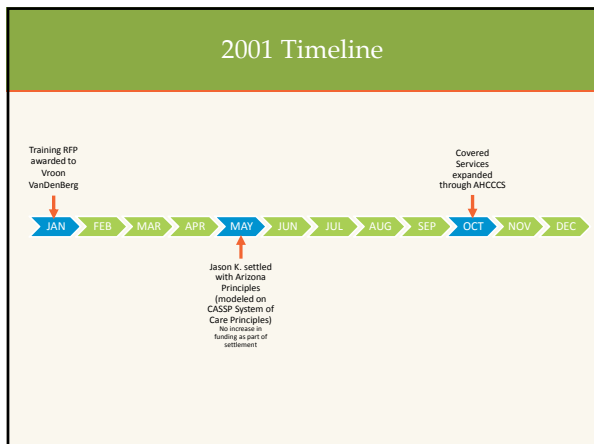 2001 Timeline
Training RFP
awarded to
Vroon
VanDenBerg
Covered
Services
expanded
through AHCCCS
JAN FEB MAR APR MAY JUN JUL AUG SEP OCT NOV DEC
Jason K. settled
with Arizona
Principles
(modeled on
CASSP System of
Care Principles)
No increase in
funding as part of
settlement